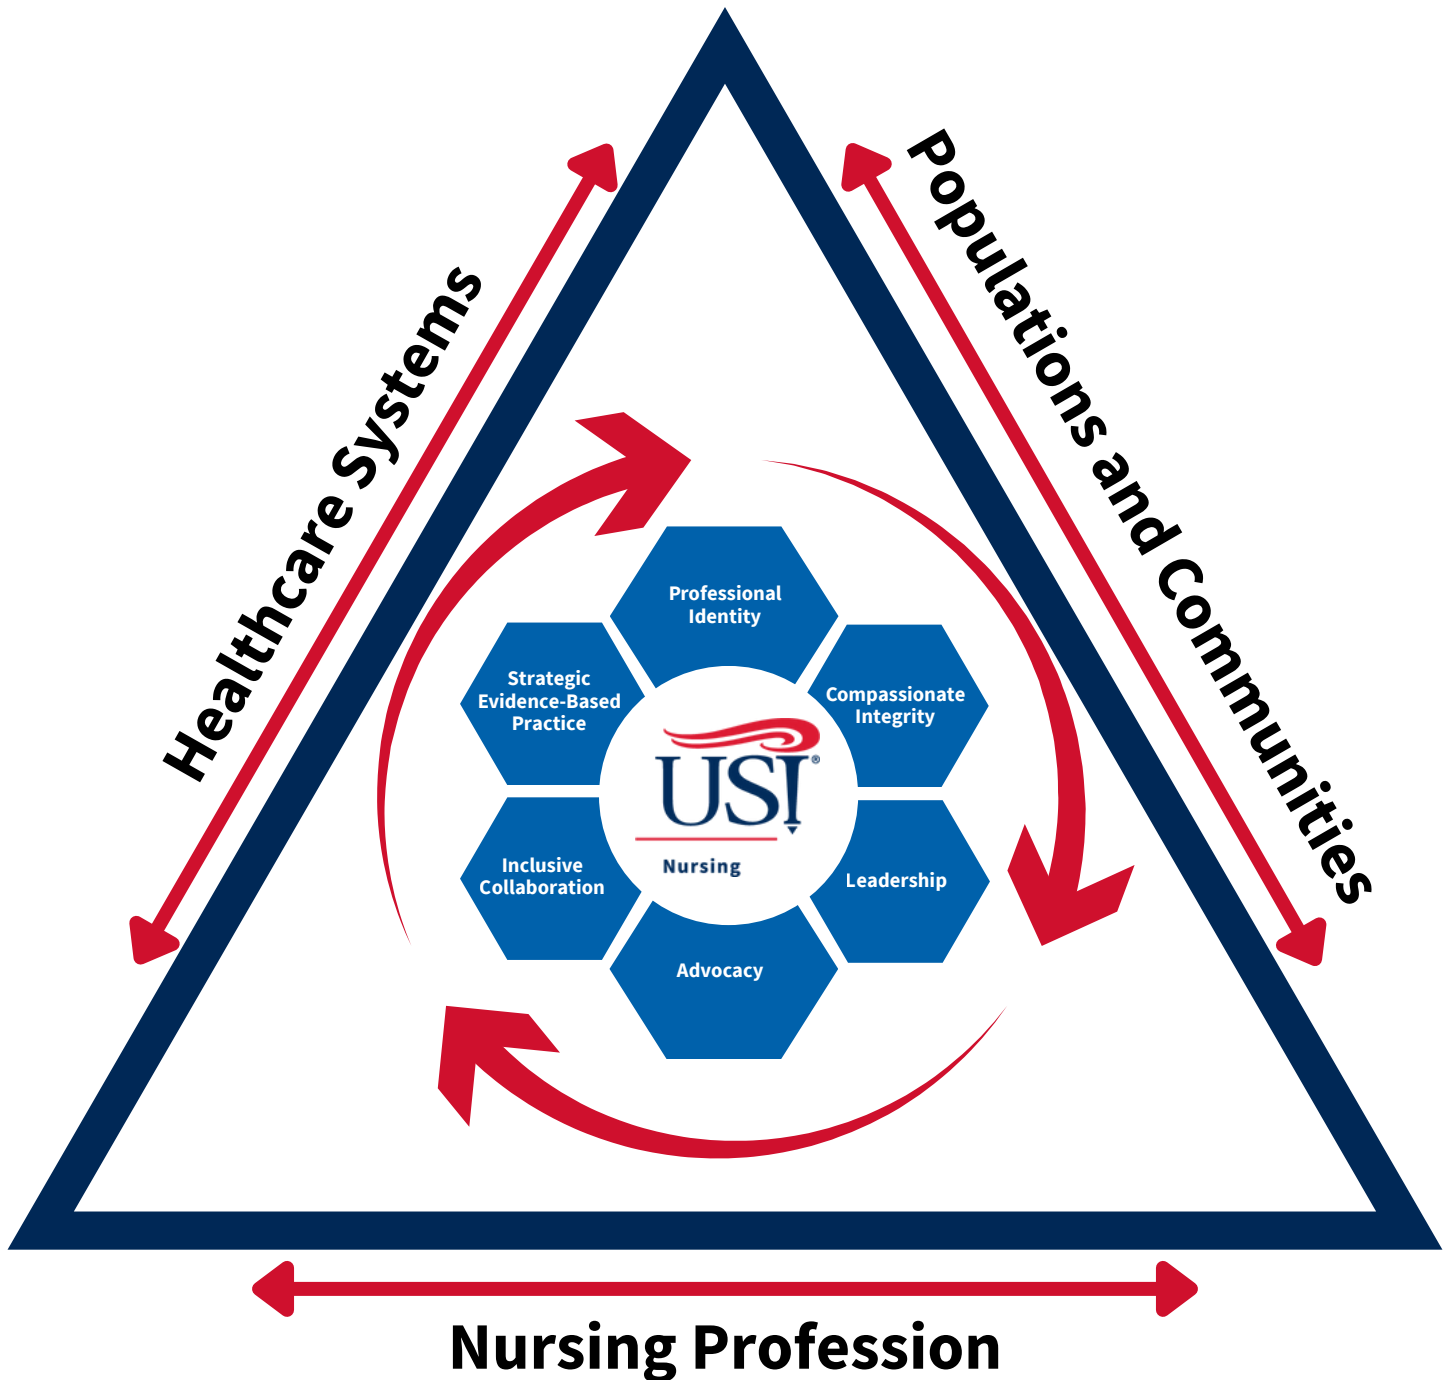 Healthcare Systems
Populations and Communities
Professional
Identity
Strategic
Evidence-Based
Practice
Compassionate
Integrity
USI®
Nursing
Inclusive
Collaboration
Leadership
Advocacy
Nursing Profession